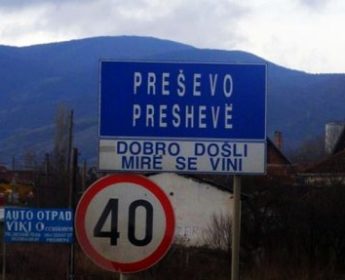 PREŠEVO
PRESHEVË
DOBRO DOŠLI
MIRË SE VINI
40
AUTO OTPAD
VIKI O